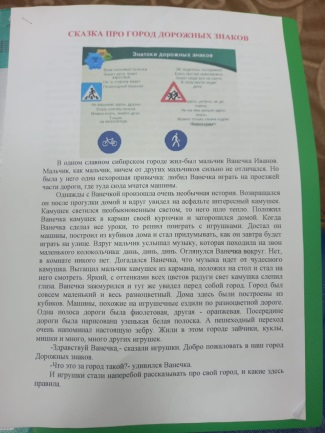 СКАЗКА ПРО ГОРОД ДОРОЖНЫХ ЗНАКОВ
Знатоки дорожных знаков
В одном славном сибирском городе жил-был мальчик Ванечка Иванов.
Мальчик, как мальчик, ничем от других мальчиков сильно не отличался. Но
была у него одна нехорошая привычка: любил Ванечка играть на проезжей
части дороги, где туда сюда мчатся машины.
Однажды с Ванечкой произошла очень необычная история. Возвращался
он после прогулки домой и вдруг увидел на асфальте интересный камушек.
Камушек светился необыкновенным светом, то него шло тепло. Положил
Ванечка камушек в карман своей курточки и заторопился домой. Когда
Ванечка сделал все уроки, то решил поиграть с игрушками. Достал он
машины, построил из кубиков дома и стал придумывать, как он завтра будет
играть на улице. Вдруг мальчик услышал музыку, которая походила на звон
маленького колокольчика: динь, динь, динь. Оглянулся Ванечка вокруг. Нет,
в комнате никого нет. Догадался Ванечка, что музыка идет от чудесного
камушка. Вытащил мальчик камушек из кармана, положил на стол и стал на
него смотреть. Яркий, с оттенками всех цветов радуги свет камушка слепил
глаза. Ванечка зажмурился и тут же увидел перед собой город. Город был
совсем маленький и весь разноцветный. Дома здесь были построены из
кубиков. Машины, похожие на игрушечные ездили по разноцветной дороге.
Одна полоса дороги была фиолетовая, другая - оранжевая. Посередине
дороги была нарисована узенькая белая полоска. А пешеходный переход
очень напоминал настоящую зебру. Жили в этом городе зайчики, куклы,
мишки и много, много других игрушек.
-Здравствуй Ванечка,- сказали игрушки. Добро пожаловать в наш город
Дорожных знаков.
-Что это за город такой?- удивился Ванечка.
И игрушки стали наперебой рассказывать про свой город, и какие здесь
правила.